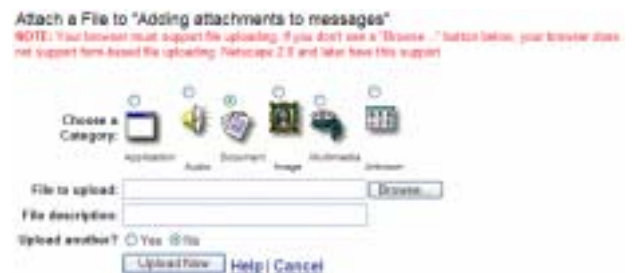 Attach a File to "Adding attachments to messages"
NOTE: Your browser must support file uploading. If you don't see a "Browse..." button below, your browser does
not support form-based file uploading. Netscape 2.0 and later have this support
Choose a
Category:
Application Audio Document Image Multimedia Unknown
File to upload: Browse...
File description:
Upload another? Yes No
Upload Now Help | Cancel